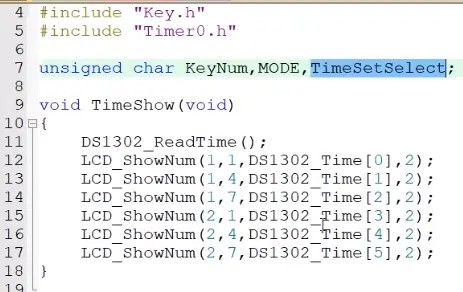 4 #include "Key.h"
5 #include "Timer0.h"
6
7 unsigned char KeyNum,MODE,TimeSetSelect;
8
9 void TimeShow(void)
10 {
11 DS1302_ReadTime();
12 LCD_ShowNum(1,1,DS1302_Time[0],2);
13 LCD_ShowNum(1,4,DS1302_Time[1],2);
14 LCD_ShowNum(1,7,DS1302_Time[2],2);
15 LCD_ShowNum(2,1,DS1302_Time[3],2);
16 LCD_ShowNum(2,4,DS1302_Time[4],2);
17 LCD_ShowNum(2,7,DS1302_Time[5],2);
18 }
19